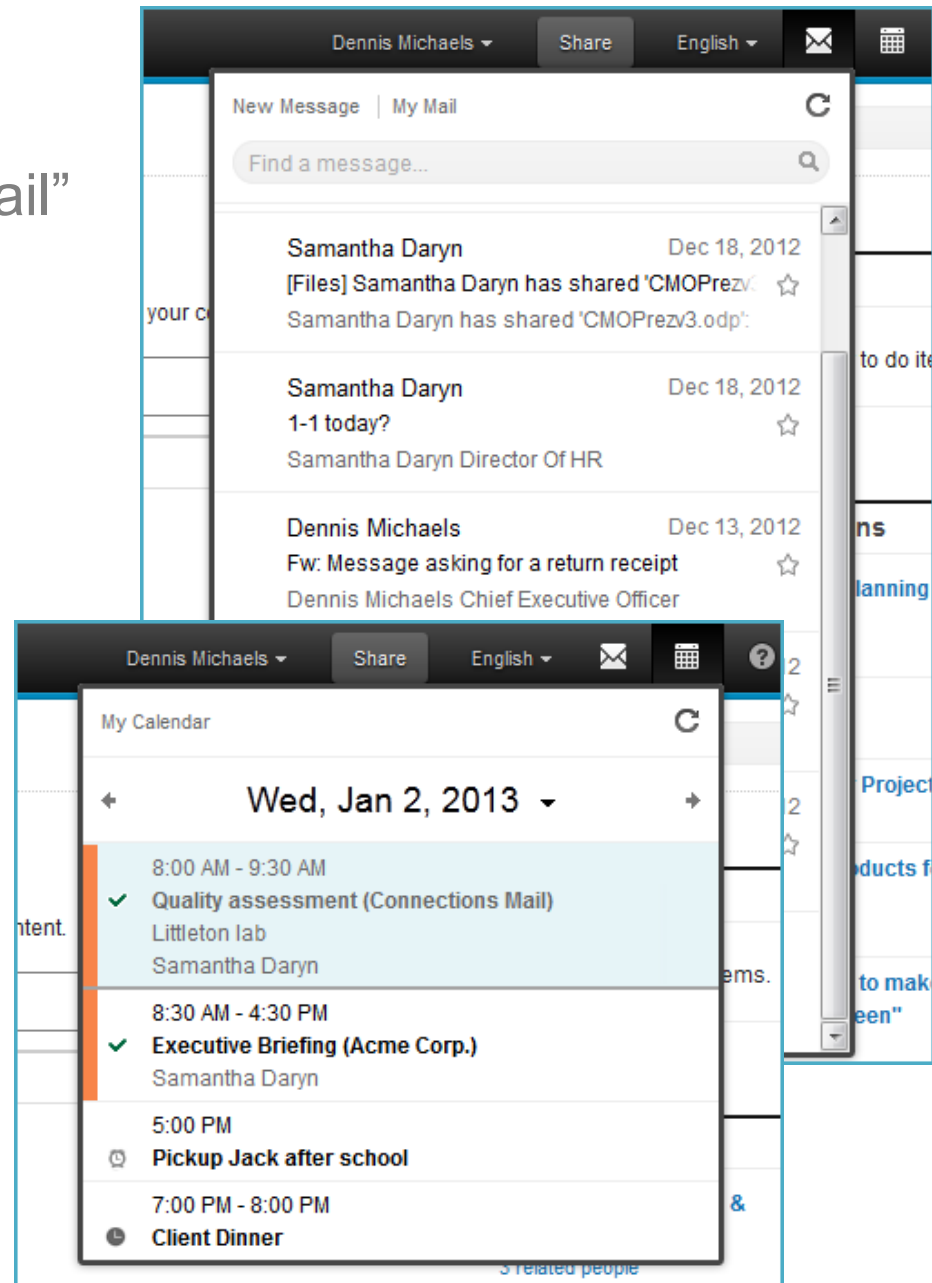 ail”
Dennis Michaels
Share
English
New Message | My Mail
Find a message...
Samantha Daryn Dec 18, 2012
[Files] Samantha Daryn has shared 'CMOPrezv
Samantha Daryn has shared 'CMOPrezv3.odp':
Samantha Daryn Dec 18, 2012
1-1 today?
Samantha Daryn Director Of HR
Dennis Michaels Dec 13, 2012
Fw: Message asking for a return receipt
Dennis Michaels Chief Executive Officer
your
to do
ns
lanning
2
Project
2
oducts
to
een"
Dennis Michaels
Share
English
?
My Calendar
Wed, Jan 2, 2013
8:00 AM - 9:30 AM
Quality assessment (Connections Mail)
Littleton lab
Samantha Daryn
8:30 AM - 4:30 PM
Executive Briefing (Acme Corp.)
Samantha Daryn
5:00 PM
Pickup Jack after school
7:00 PM - 8:00 PM
Client Dinner
ntent.
ems.
&
3 related people